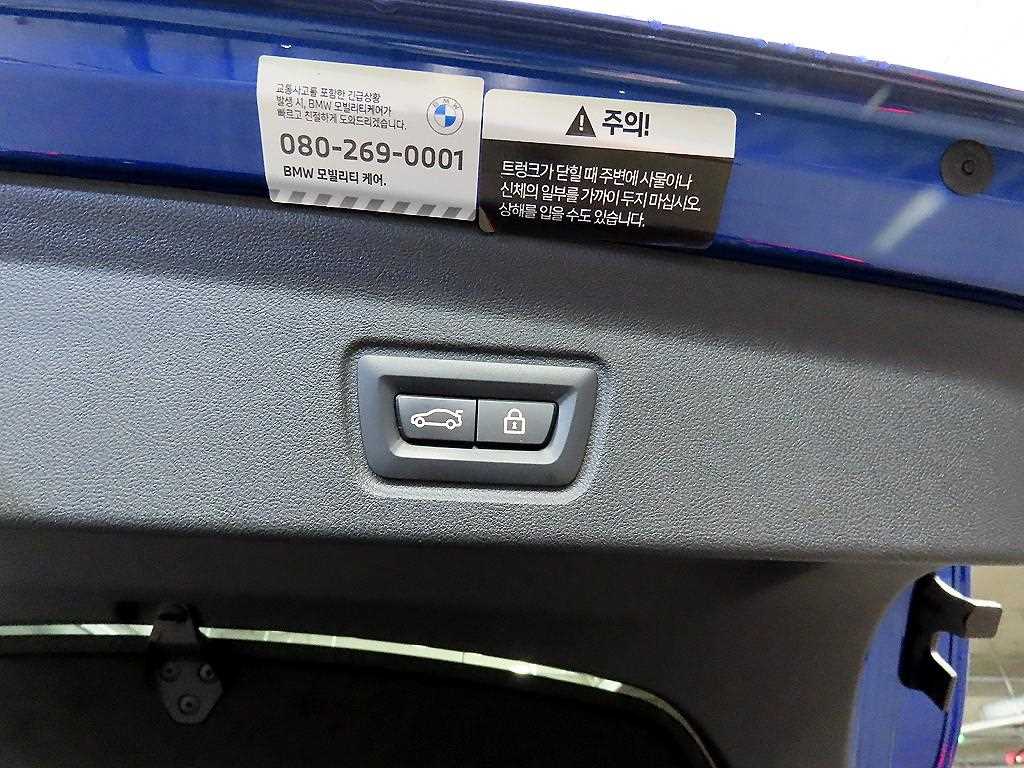 교통사고를 포함한 긴급상황
발생 시, BMW 모빌리티케어가
빠르고 친절하게 도와드리겠습니다.
080-269-0001
BMW 모빌리티 케어.
BMW
주의!
트렁크가 닫힐 때 주변에 사물이나
신체의 일부를 가까이 두지 마십시오.
상해를 입을 수도 있습니다.